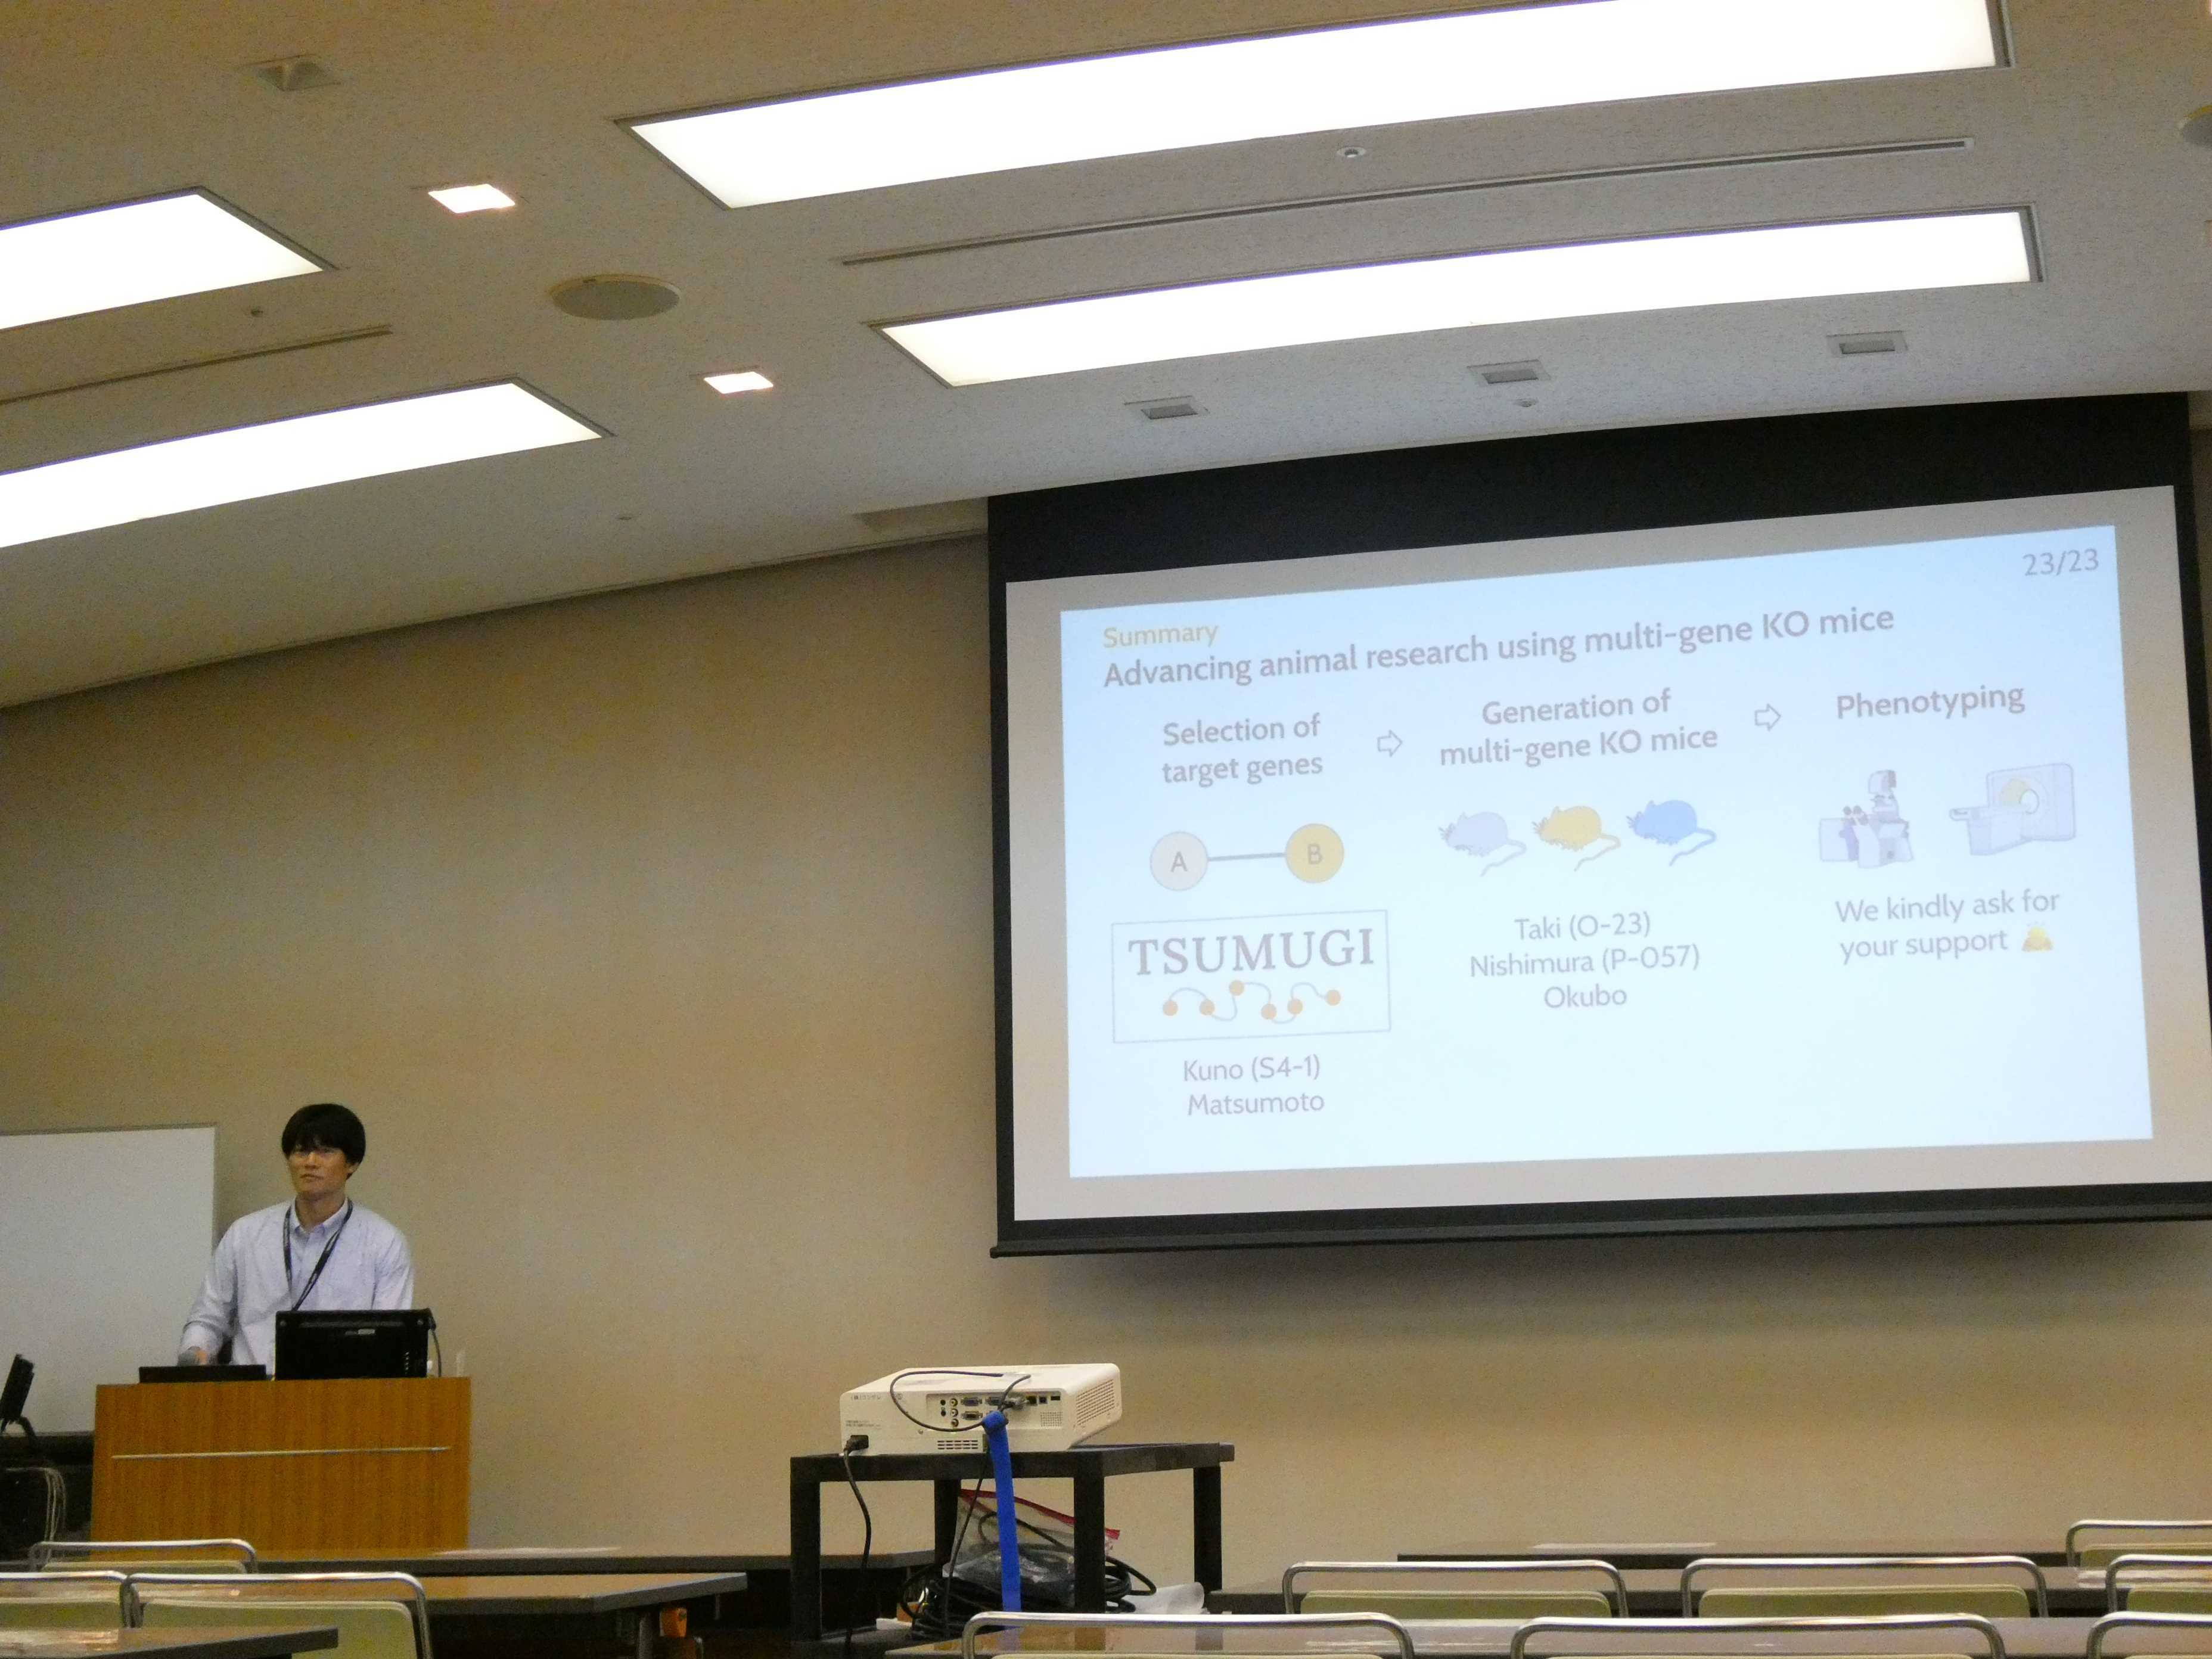 23/23
Summary
Advancing animal research using multi-gene KO mice
Selection of
target genes
⇨
Generation of
multi-gene KO mice
⇨
Phenotyping
A
B
TSUMUGI
Kuno (S4-1)
Matsumoto
Taki (O-23)
Nishimura (P-057)
Okubo
We kindly ask for
your support